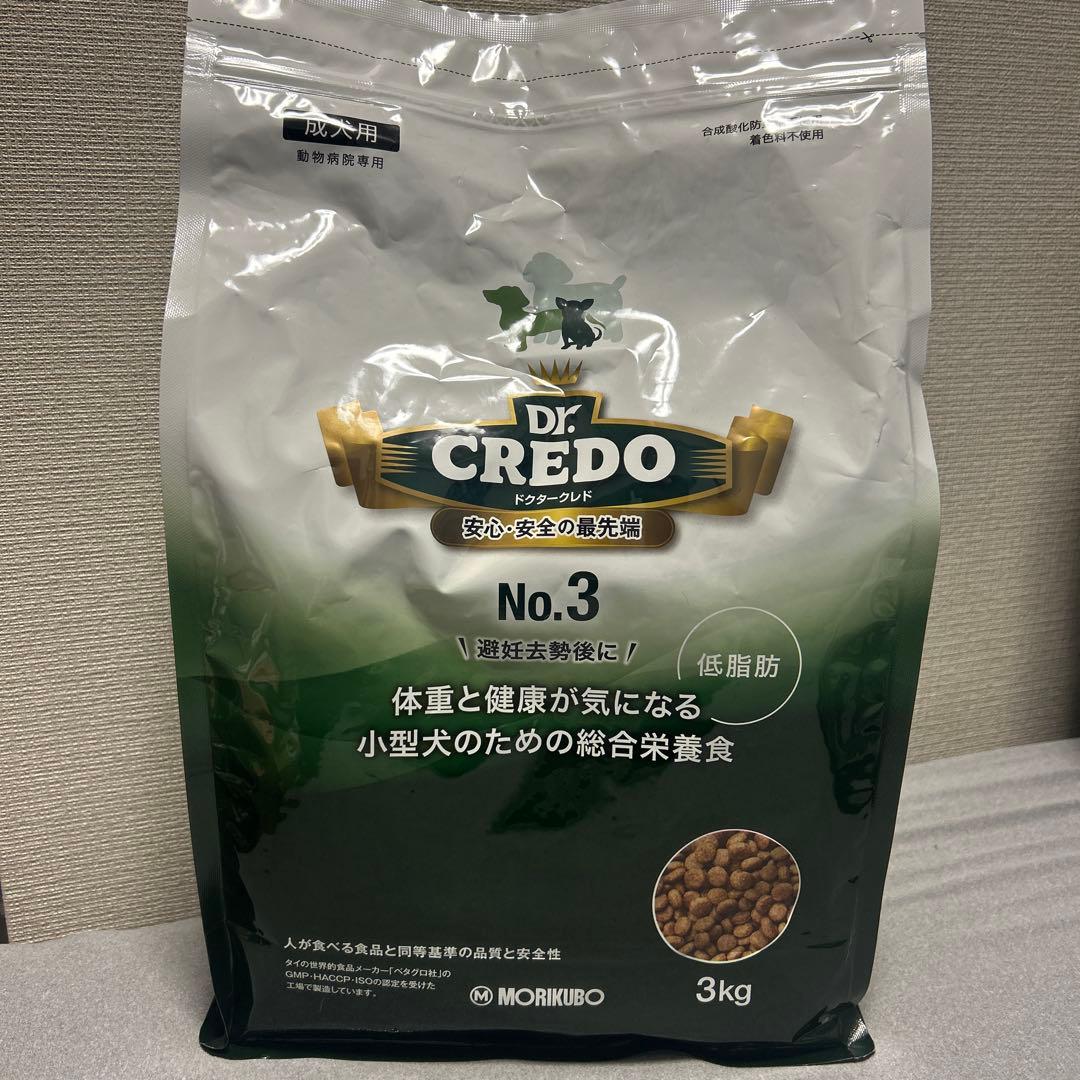 成犬用
動物病院専用
合成酸化防
着色料不使用
Dr.
CREDO
ドクタークレド
安心・安全の最先端
No.3
\ 避妊去勢後に /
低脂肪
体重と健康が気になる
小型犬のための総合栄養食
人が食べる食品と同等基準の品質と安全性
タイの世界的食品メーカー「ベタグロ社」の
GMP・HACCP・ISOの認定を受けた
工場で製造しています。
M MORIKUBO
3kg